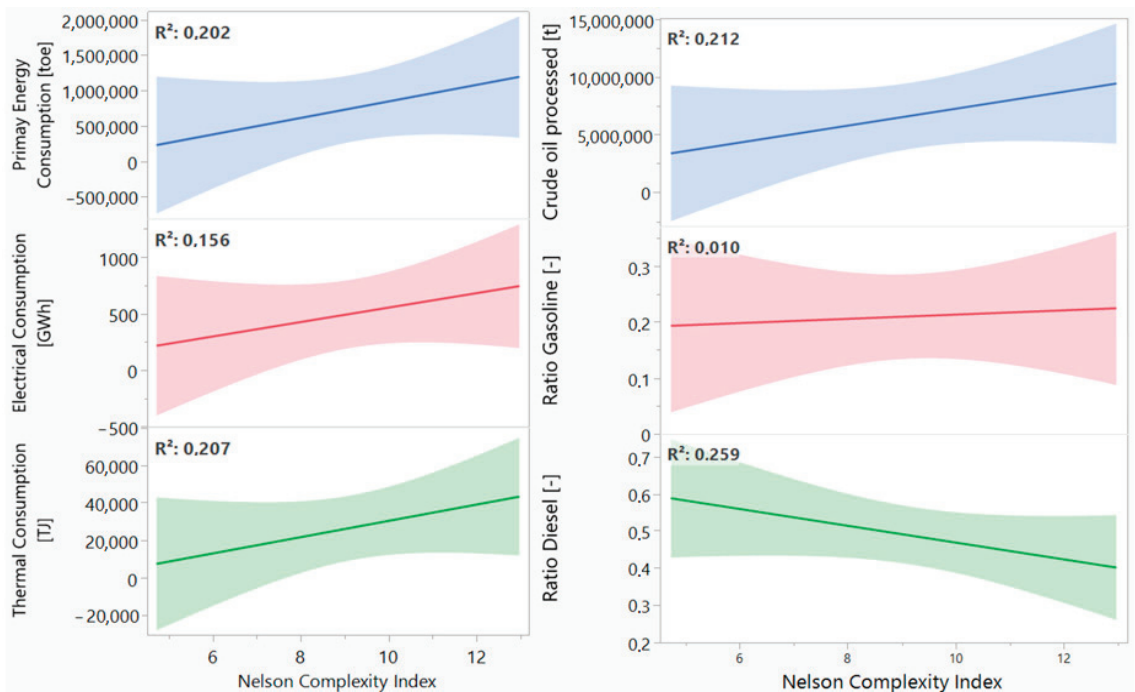 Primay Energy
Consumption [toe]
2,000,000
1,500,000
1,000,000
500,000
0
−500,000
R²: 0,202
Electrical Consumption
[GWh]
1000
500
0
−500
R²: 0,156
Thermal Consumption
[TJ]
60,000
40,000
20,000
0
−20,000
R²: 0,207
6 8 10 12
Nelson Complexity Index
Crude oil processed [t]
15,000,000
10,000,000
5,000,000
0
R²: 0,212
Ratio Gasoline [-]
0,3
0,2
0,1
0
R²: 0,010
Ratio Diesel [-]
0,7
0,6
0,5
0,4
0,3
0,2
R²: 0,259
6 8 10 12
Nelson Complexity Index